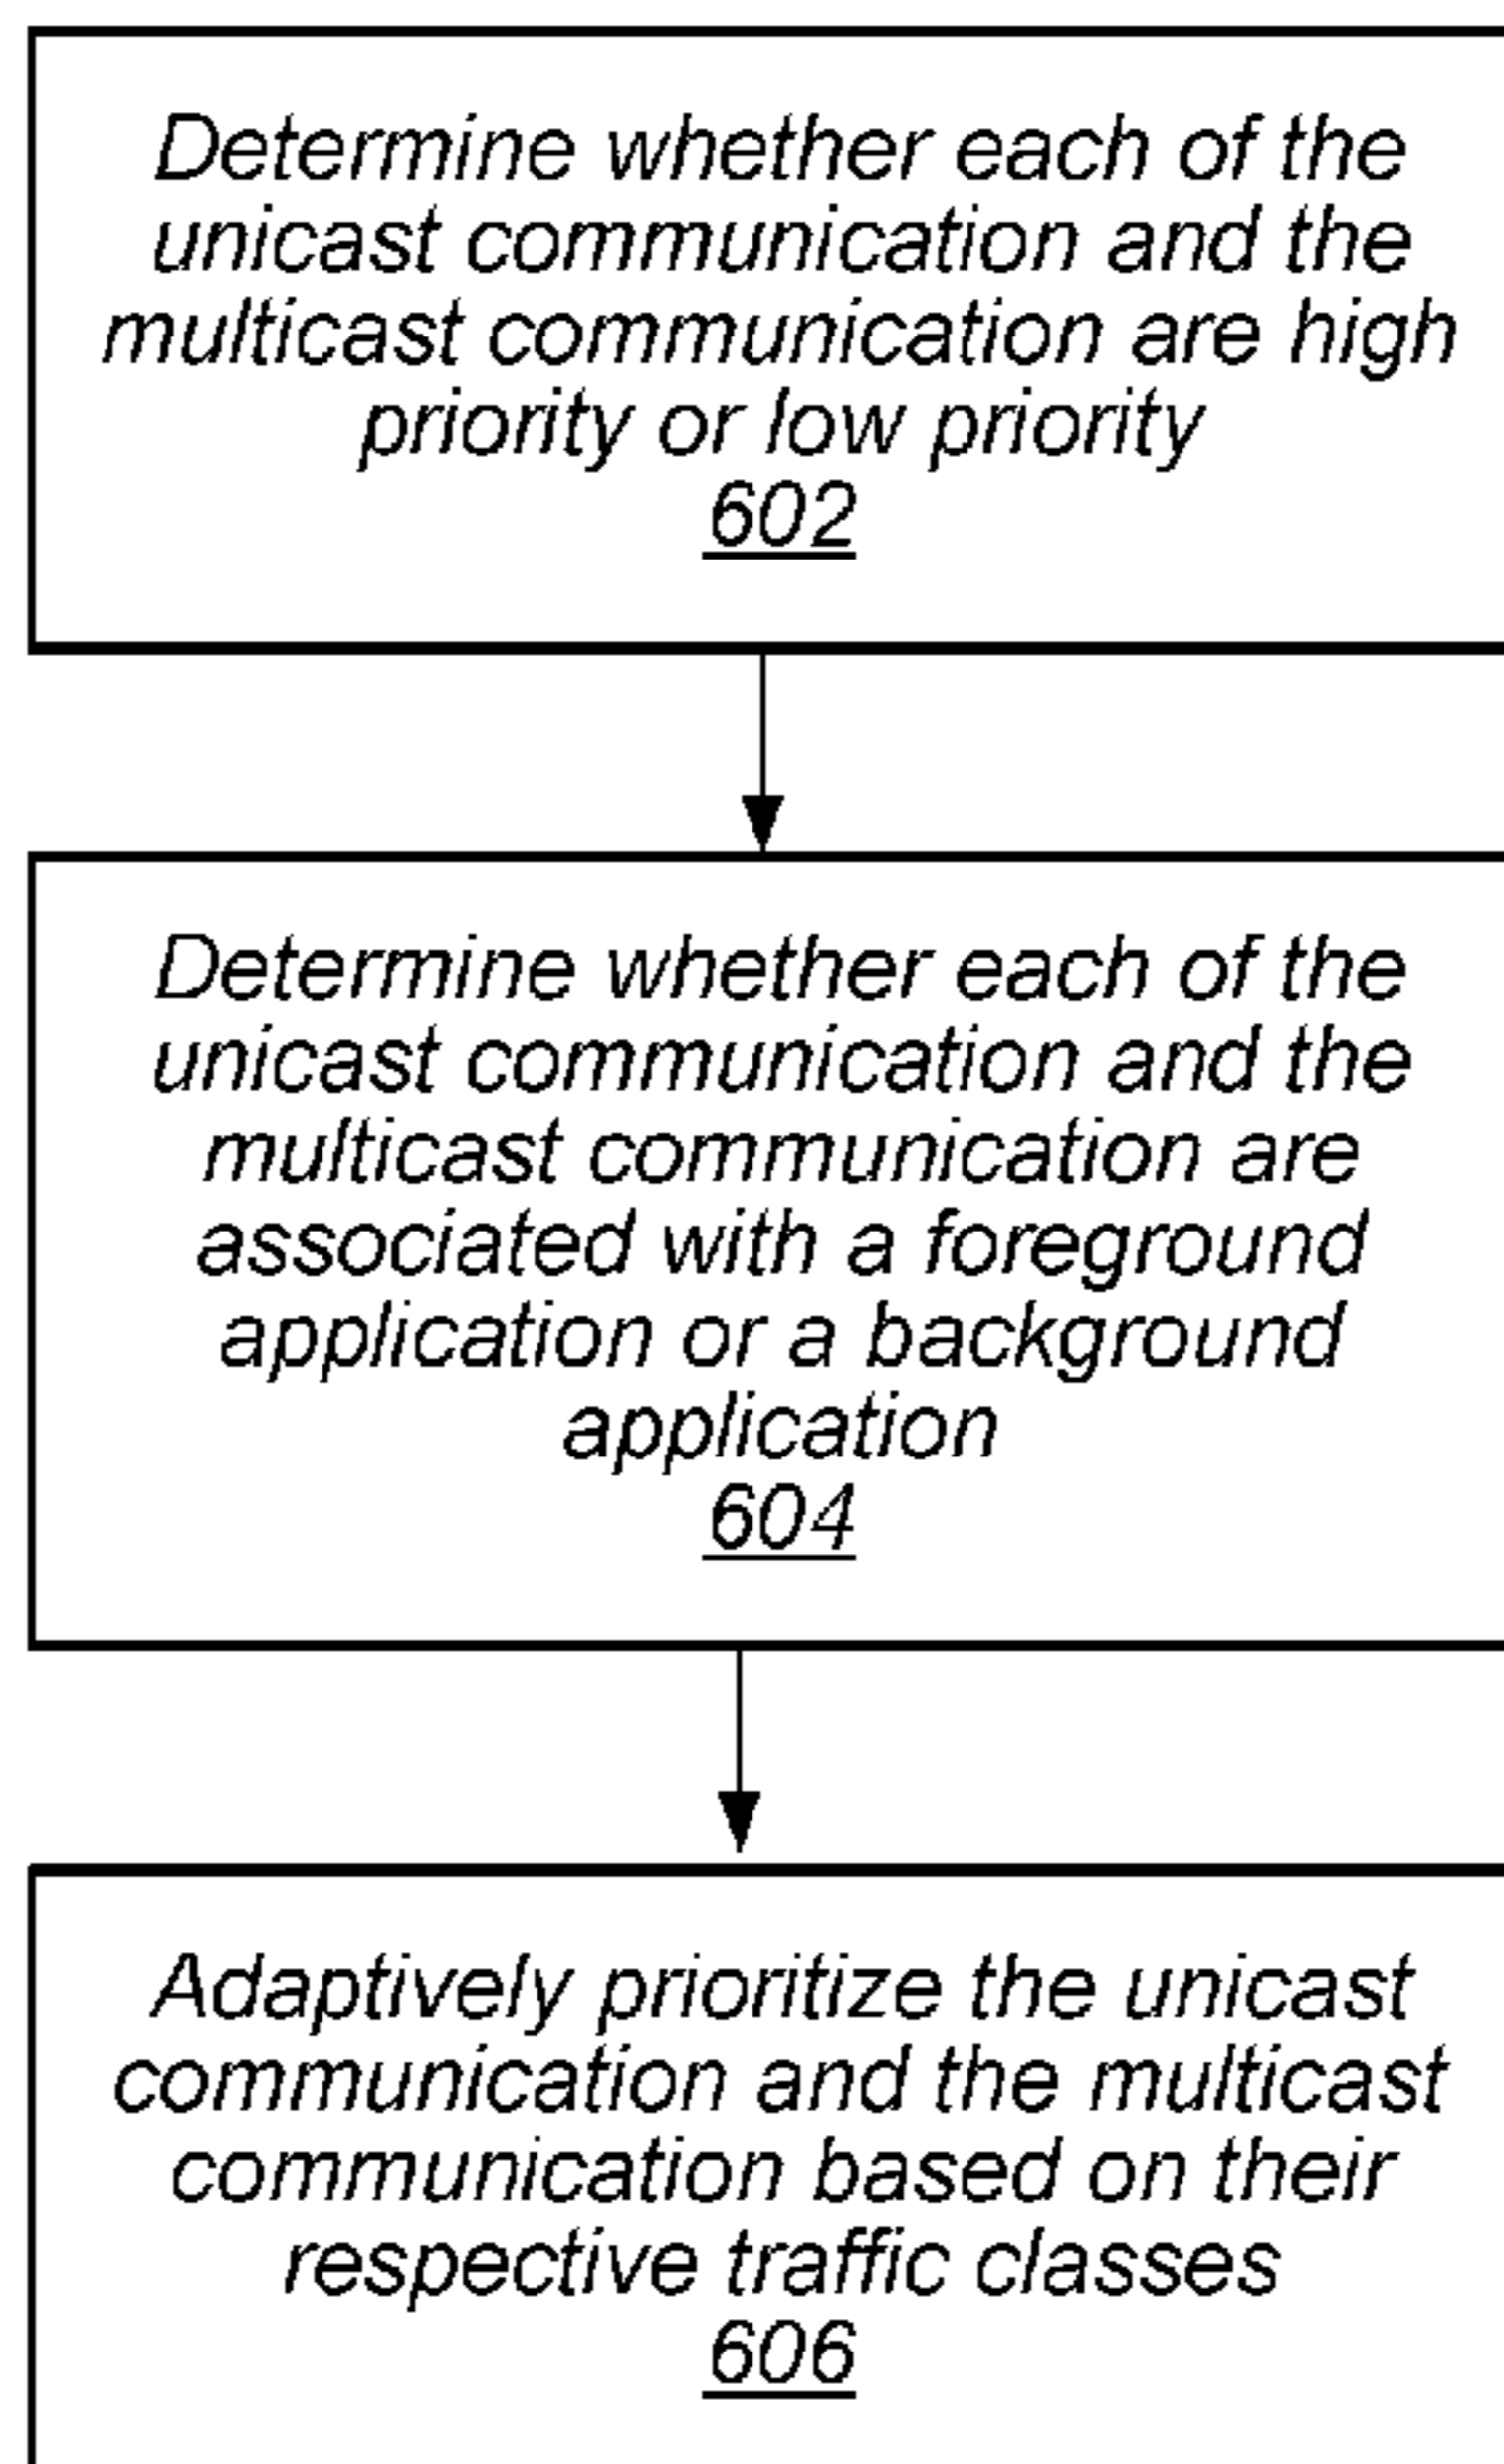 Determine whether each of the
unicast communication and the
multicast communication are high
priority or low priority
602
Determine whether each of the
unicast communication and the
multicast communication are
associated with a foreground
application or a background
application
604
Adaptively prioritize the unicast
communication and the multicast
communication based on their
respective traffic classes
606